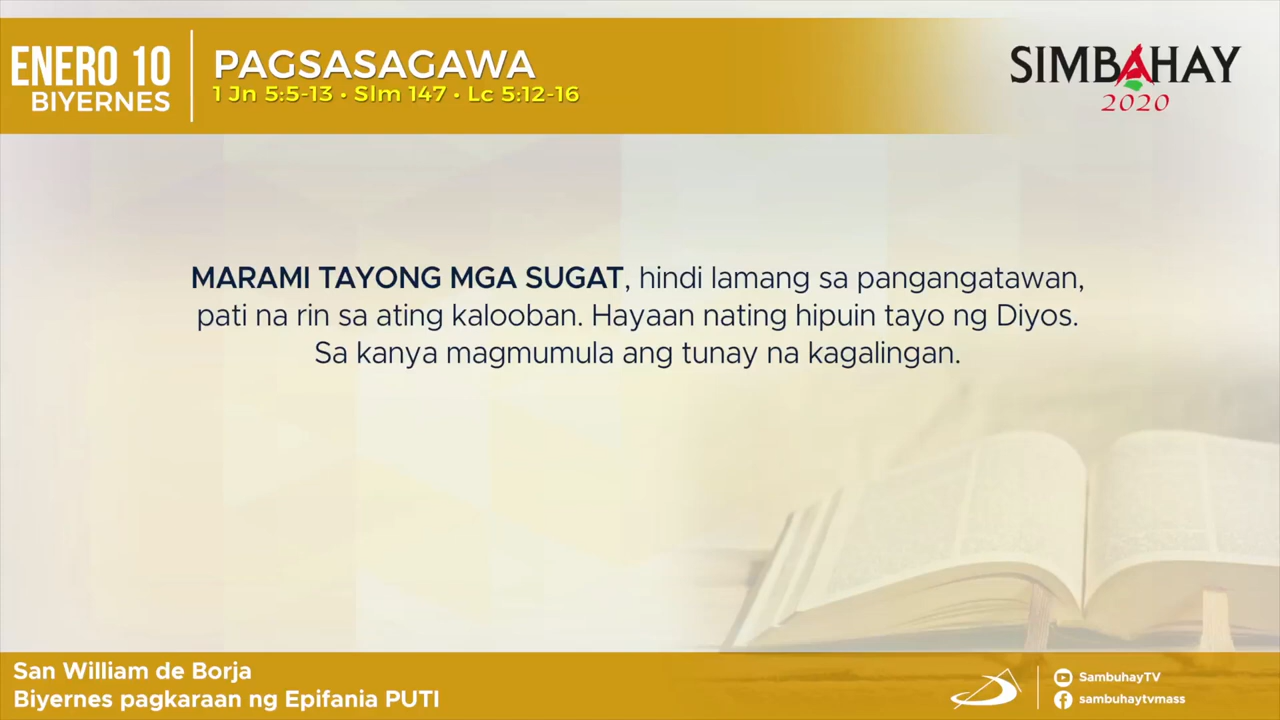 ENERO 10
BIYERNES
PAGSASAGAWA
1 Jn 5:5-13 • Slm 147 • Lc 5:12-16
SIMBAHAY
2020
MARAMI TAYONG MGA SUGAT, hindi lamang sa pangangatawan,
pati na rin sa ating kalooban. Hayaan nating hipuin tayo ng Diyos.
Sa kanya magmumula ang tunay na kagalingan.
San William de Borja
Biyernes pagkaraan ng Epifania PUTI
SambuhayTV
sambuhaytvmass